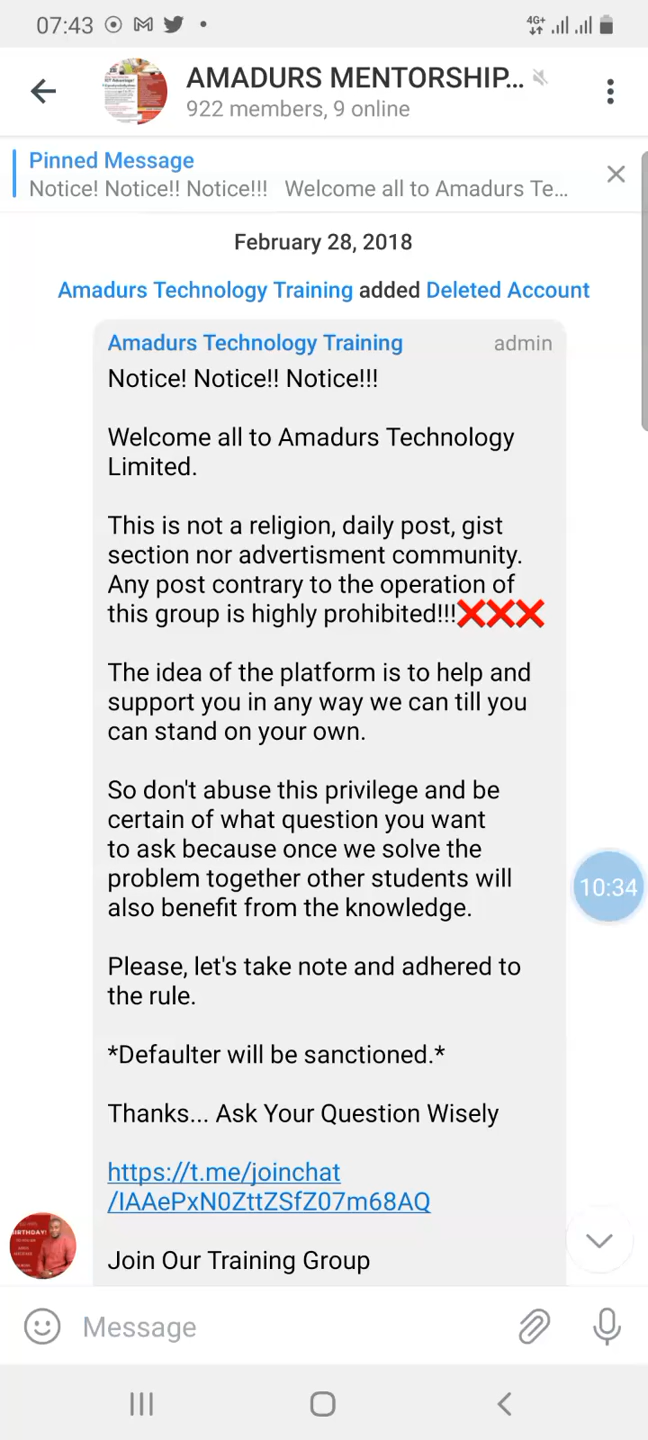 07:43
4G+
AMADURS MENTORSHIP...
922 members, 9 online
Pinned Message
Notice! Notice!! Notice!!! Welcome all to Amadurs Te...
February 28, 2018
Amadurs Technology Training added Deleted Account
Amadurs Technology Training admin
Notice! Notice!! Notice!!!
Welcome all to Amadurs Technology
Limited.
This is not a religion, daily post, gist
section nor advertisment community.
Any post contrary to the operation of
this group is highly prohibited!!!❌❌❌
The idea of the platform is to help and
support you in any way we can till you
can stand on your own.
So don't abuse this privilege and be
certain of what question you want
to ask because once we solve the
problem together other students will
also benefit from the knowledge.
10:34
Please, let's take note and adhered to
the rule.
*Defaulter will be sanctioned.*
Thanks... Ask Your Question Wisely
https://t.me/joinchat
/IAAePxN0ZttZSfZ07m68AQ
Join Our Training Group
Message